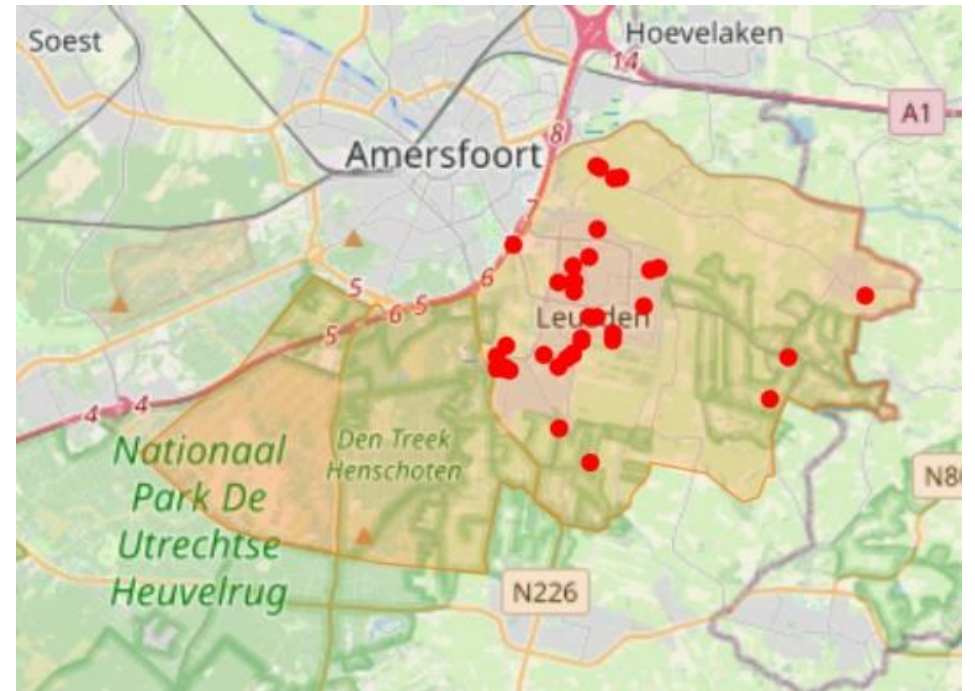 Soest
Hoevelaken
14
A1
8
Amersfoort
7
6
5
6
5
5
4
4
Leusden
Nationaal
Park De
Utrechtse
Heuvelrug
Den Treek
Henschoten
N226